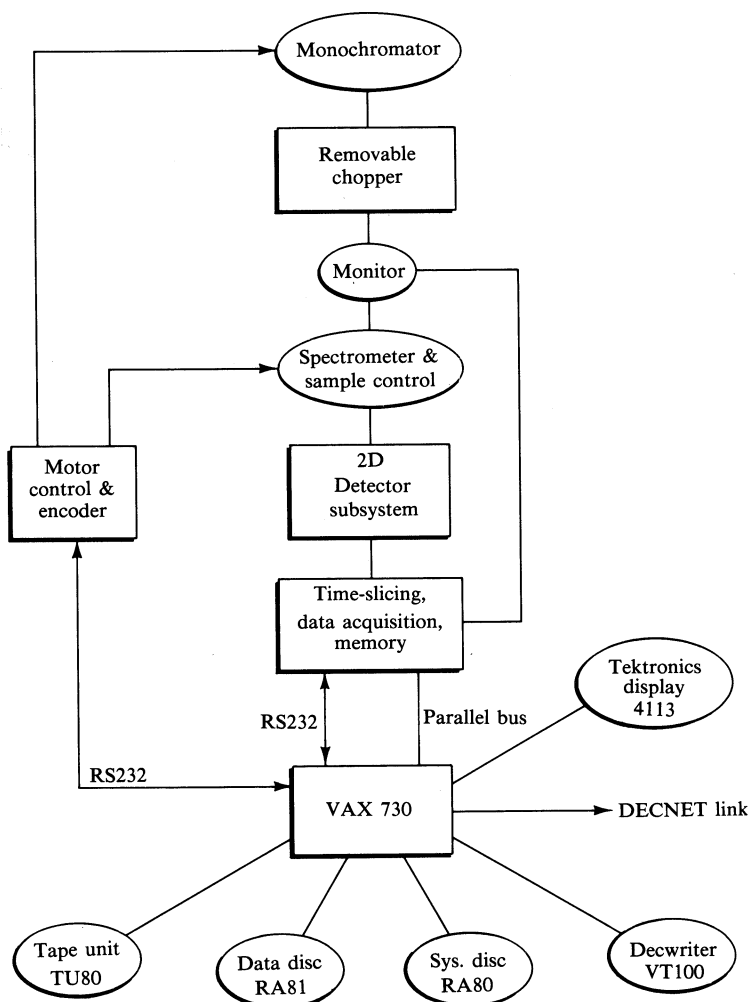 Monochromator
Removable
chopper
Monitor
Spectrometer &
sample control
Motor
control &
encoder
2D
Detector
subsystem
Time-slicing,
data acquisition,
memory
Tektronics
display
4113
RS232
Parallel bus
RS232
VAX 730
DECNET link
Tape unit
TU80
Data disc
RA81
Sys. disc
RA80
Decwriter
VT100